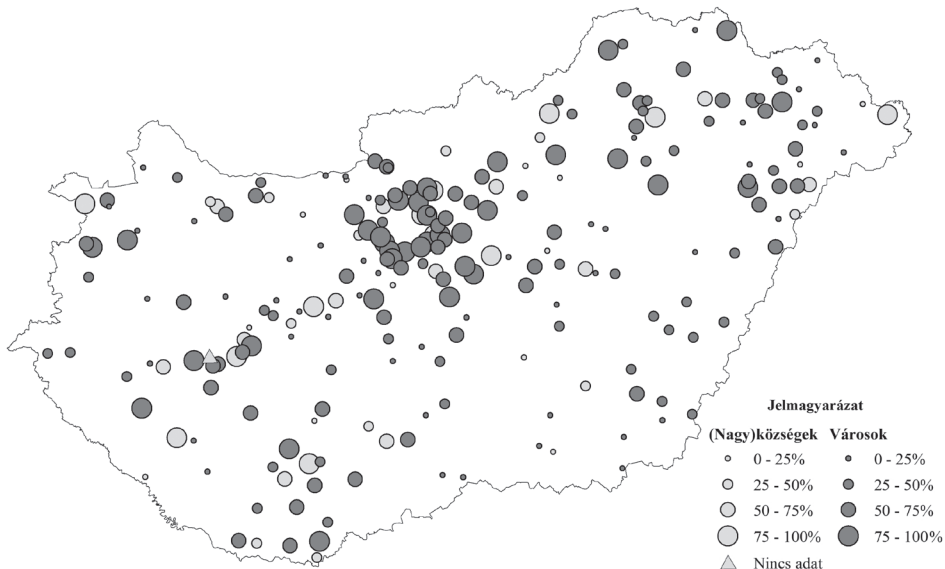 Jelmagyarázat
(Nagy)községek Városok
0 - 25% 0 - 25%
25 - 50% 25 - 50%
50 - 75% 50 - 75%
75 - 100% 75 - 100%
Nincs adat